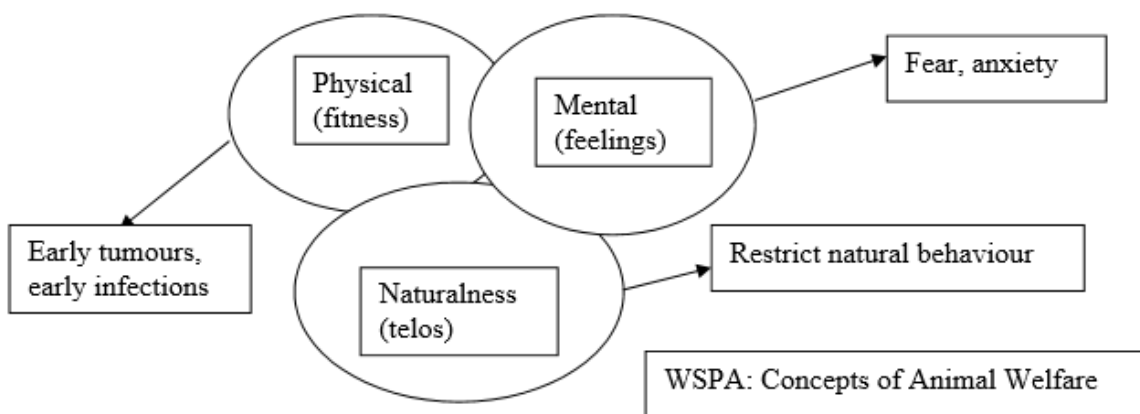 Physical
(fitness)
Mental
(feelings)
Fear, anxiety
Early tumours,
early infections
Naturalness
(telos)
Restrict natural behaviour
WSPA: Concepts of Animal Welfare